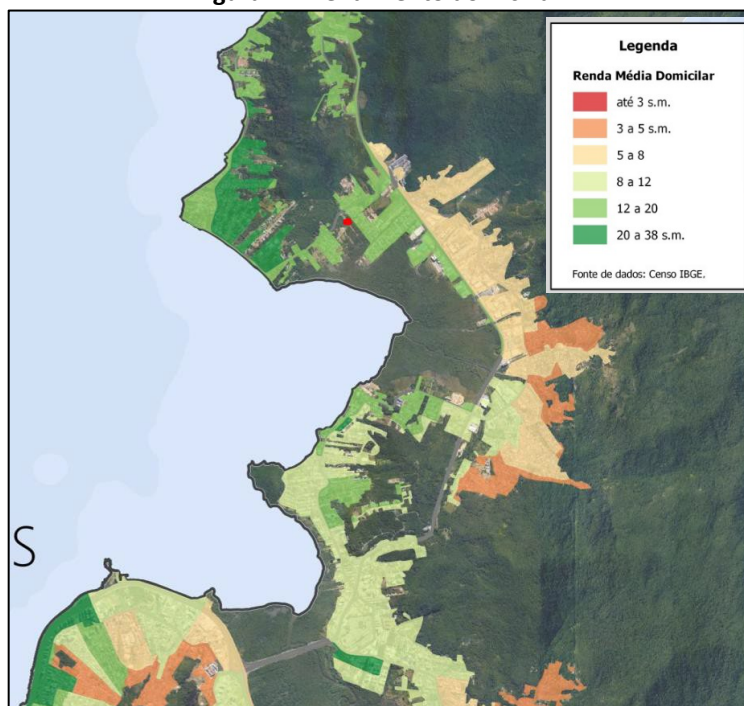 Legenda
Renda Média Domicilar
até 3 s.m.
3 a 5 s.m.
5 a 8
8 a 12
12 a 20
20 a 38 s.m.
Fonte de dados: Censo IBGE.
S